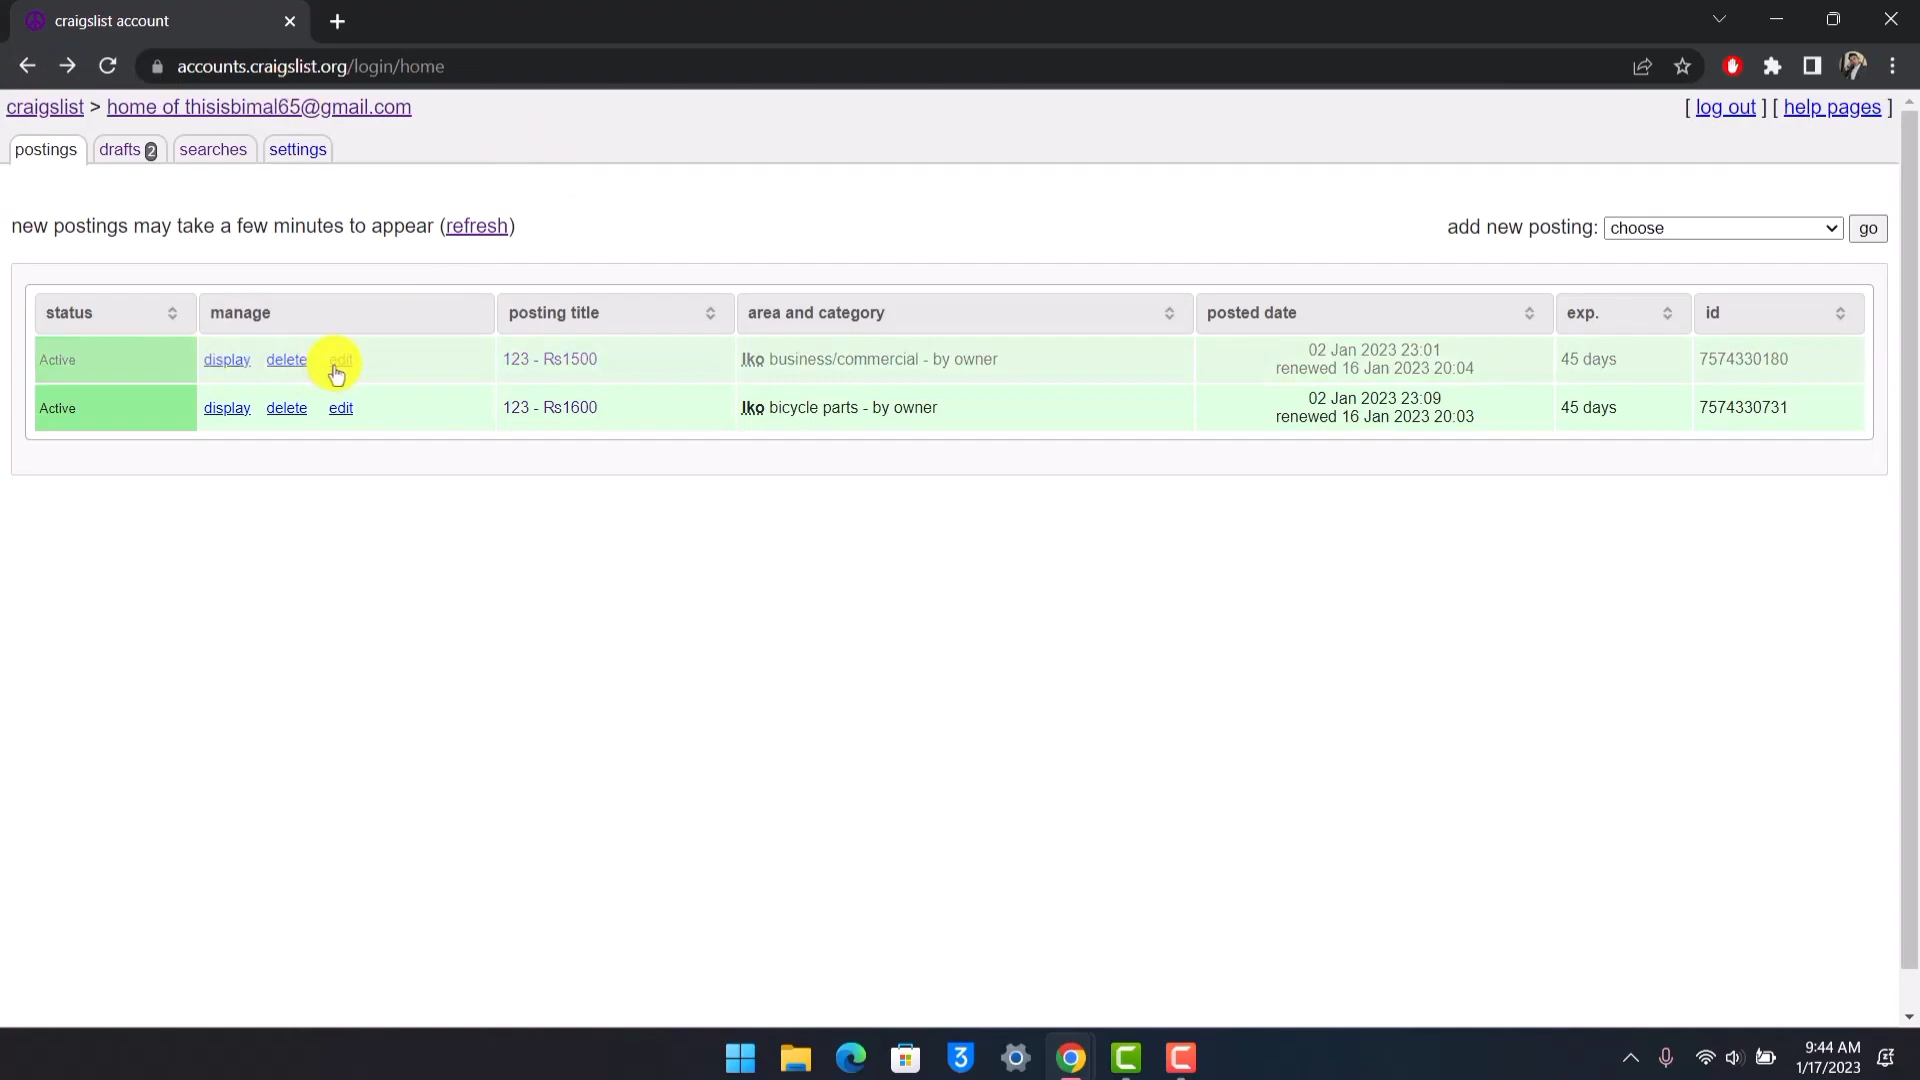 craigslist account
accounts.craigslist.org/login/home
craigslist > home of thisisbimal65@gmail.com
[ log out ] [ help pages ]
postings drafts 2 searches settings
new postings may take a few minutes to appear (refresh)
add new posting: choose go
status manage posting title area and category posted date exp. id
Active display delete edit 123 - Rs1500 lko business/commercial - by owner 02 Jan 2023 23:01 45 days 7574330180
renewed 16 Jan 2023 20:04
Active display delete edit 123 - Rs1600 lko bicycle parts - by owner 02 Jan 2023 23:09 45 days 7574330731
renewed 16 Jan 2023 20:03
3
9:44 AM
1/17/2023